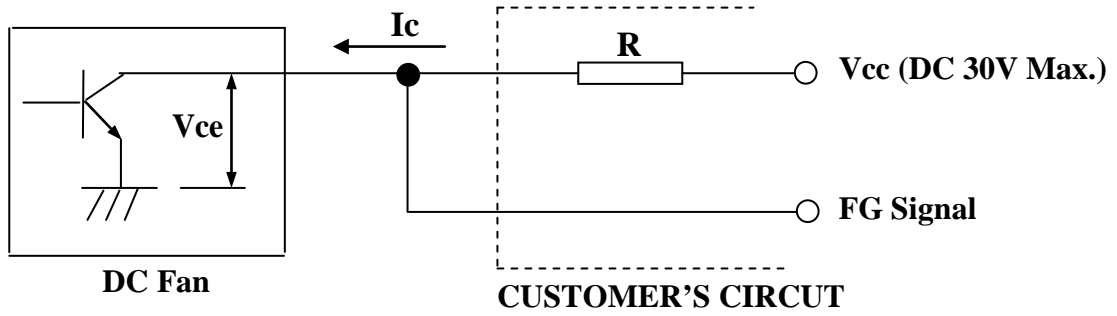 Ic
R
Vcc (DC 30V Max.)
Vce
FG Signal
DC Fan
CUSTOMER'S CIRCUT